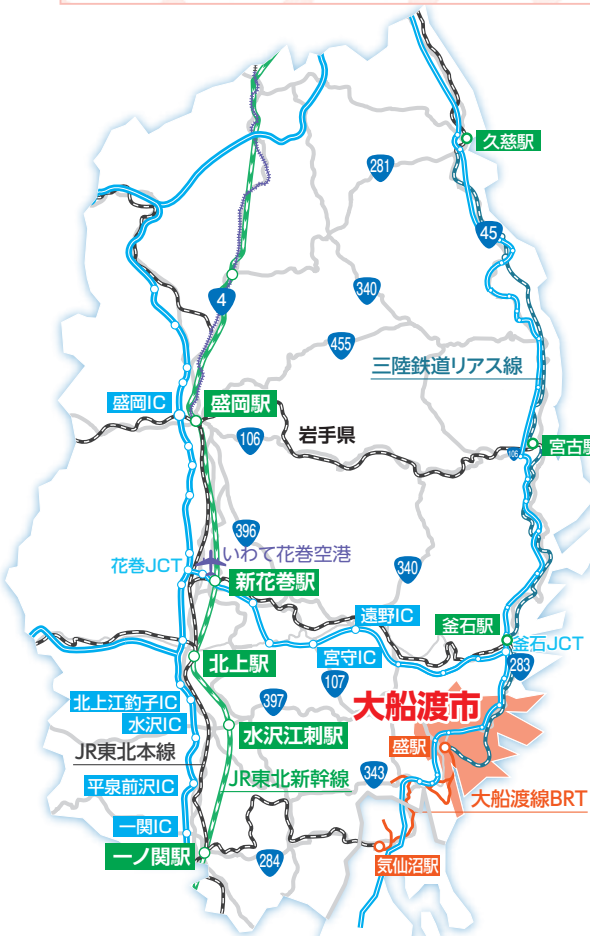 久慈駅
281
45
4
340
455
三陸鉄道リアス線
盛岡IC
盛岡駅
106
岩手県
106
宮古駅
396
いわて花巻空港
花巻JCT
340
新花巻駅
遠野IC
釜石駅
釜石JCT
北上駅
宮守IC
283
107
北上江釣子IC
397
大船渡市
水沢IC
水沢江刺駅
盛駅
JR東北本線
JR東北新幹線
343
平泉前沢IC
大船渡線BRT
一関IC
一ノ関駅
284
気仙沼駅